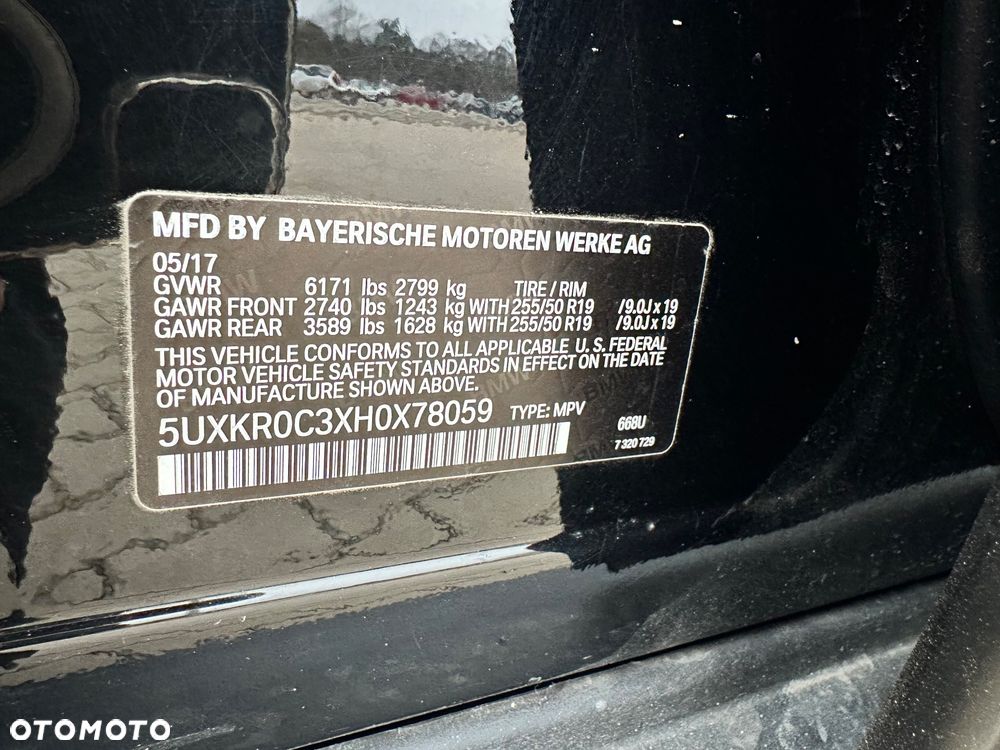 MFD BY BAYERISCHE MOTOREN WERKE AG
05/17
GVWR 6171 lbs 2799 kg TIRE / RIM
GAWR FRONT 2740 lbs 1243 kg WITH 255/50 R19 /9.0J x 19
GAWR REAR 3589 lbs 1628 kg WITH 255/50 R19 /9.0J x 19
THIS VEHICLE CONFORMS TO ALL APPLICABLE U. S. FEDERAL
MOTOR VEHICLE SAFETY STANDARDS IN EFFECT ON THE DATE
OF MANUFACTURE SHOWN ABOVE.
5UXKR0C3XH0X78059 TYPE: MPV 668U
7 320 729
OTOMOTO